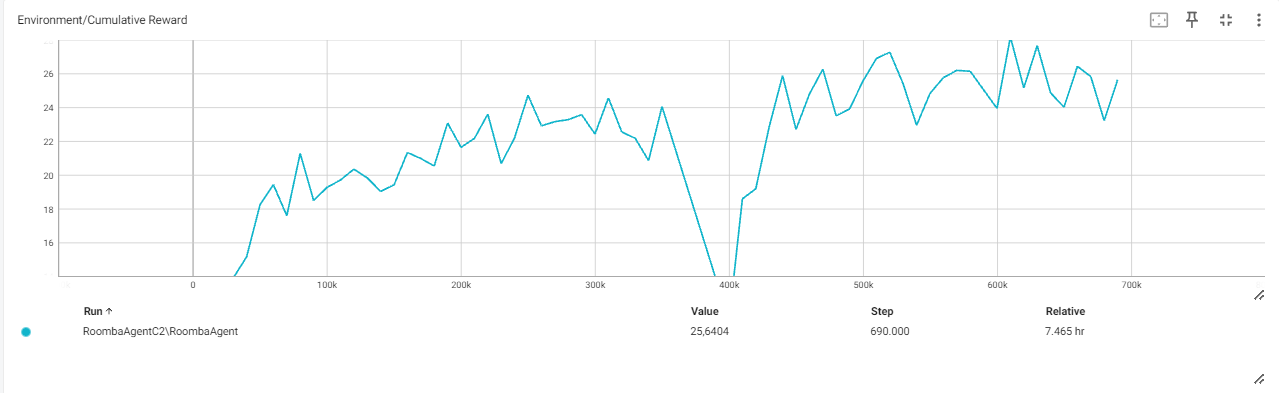 Environment/Cumulative Reward
26
24
22
20
18
16
0 100k 200k 300k 400k 500k 600k 700k
Run ↑ Value Step Relative
RoombaAgentC2\RoombaAgent 25,6404 690.000 7.465 hr